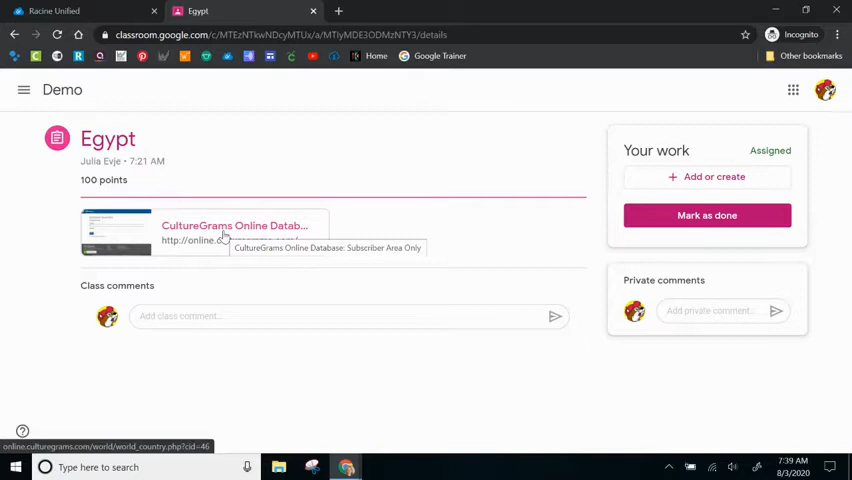 Racine Unified
Egypt
classroom.google.com/c/MTEzNTkwNDcyMTUx/a/MTIyMDE3ODMzNTY3/details
Incognito
Home
Google Trainer
Other bookmarks
Demo
Egypt
Julia Evje • 7:21 AM
100 points
CultureGrams Online Datab...
CultureGrams Online Database: Subscriber Area Only
Class comments
Add class comment...
Your work
Assigned
+ Add or create
Mark as done
Private comments
Add private comment...
online.culturegrams.com/world/world_country.php?cid=46
Type here to search
7:39 AM
8/3/2020